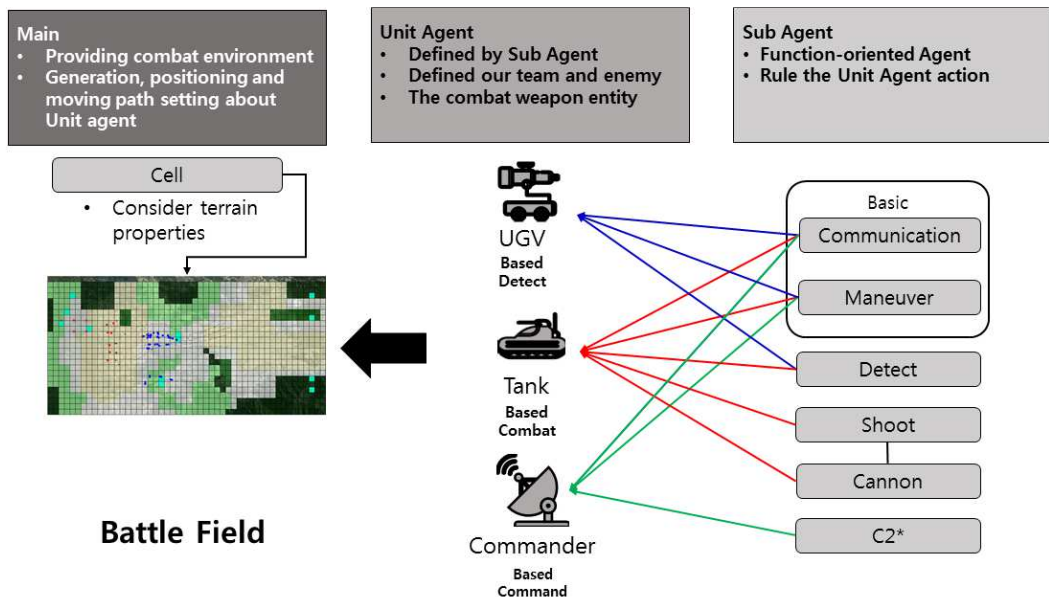 Main
• Providing combat environment
• Generation, positioning and
moving path setting about
Unit agent
Unit Agent
• Defined by Sub Agent
• Defined our team and enemy
• The combat weapon entity
Sub Agent
• Function-oriented Agent
• Rule the Unit Agent action
Cell
• Consider terrain
properties
Battle Field
UGV
Based
Detect
Tank
Based
Combat
Commander
Based
Command
Basic
Communication
Maneuver
Detect
Shoot
Cannon
C2*